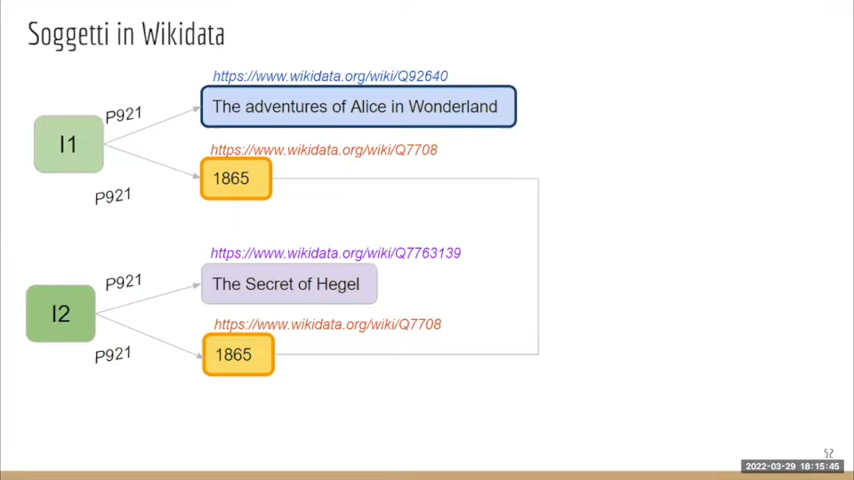 Soggetti in Wikidata
https://www.wikidata.org/wiki/Q92640
P921
The adventures of Alice in Wonderland
I1
https://www.wikidata.org/wiki/Q7708
1865
P921
https://www.wikidata.org/wiki/Q7763139
P921
The Secret of Hegel
I2
https://www.wikidata.org/wiki/Q7708
P921
1865
52
2022-03-29 18:15:45